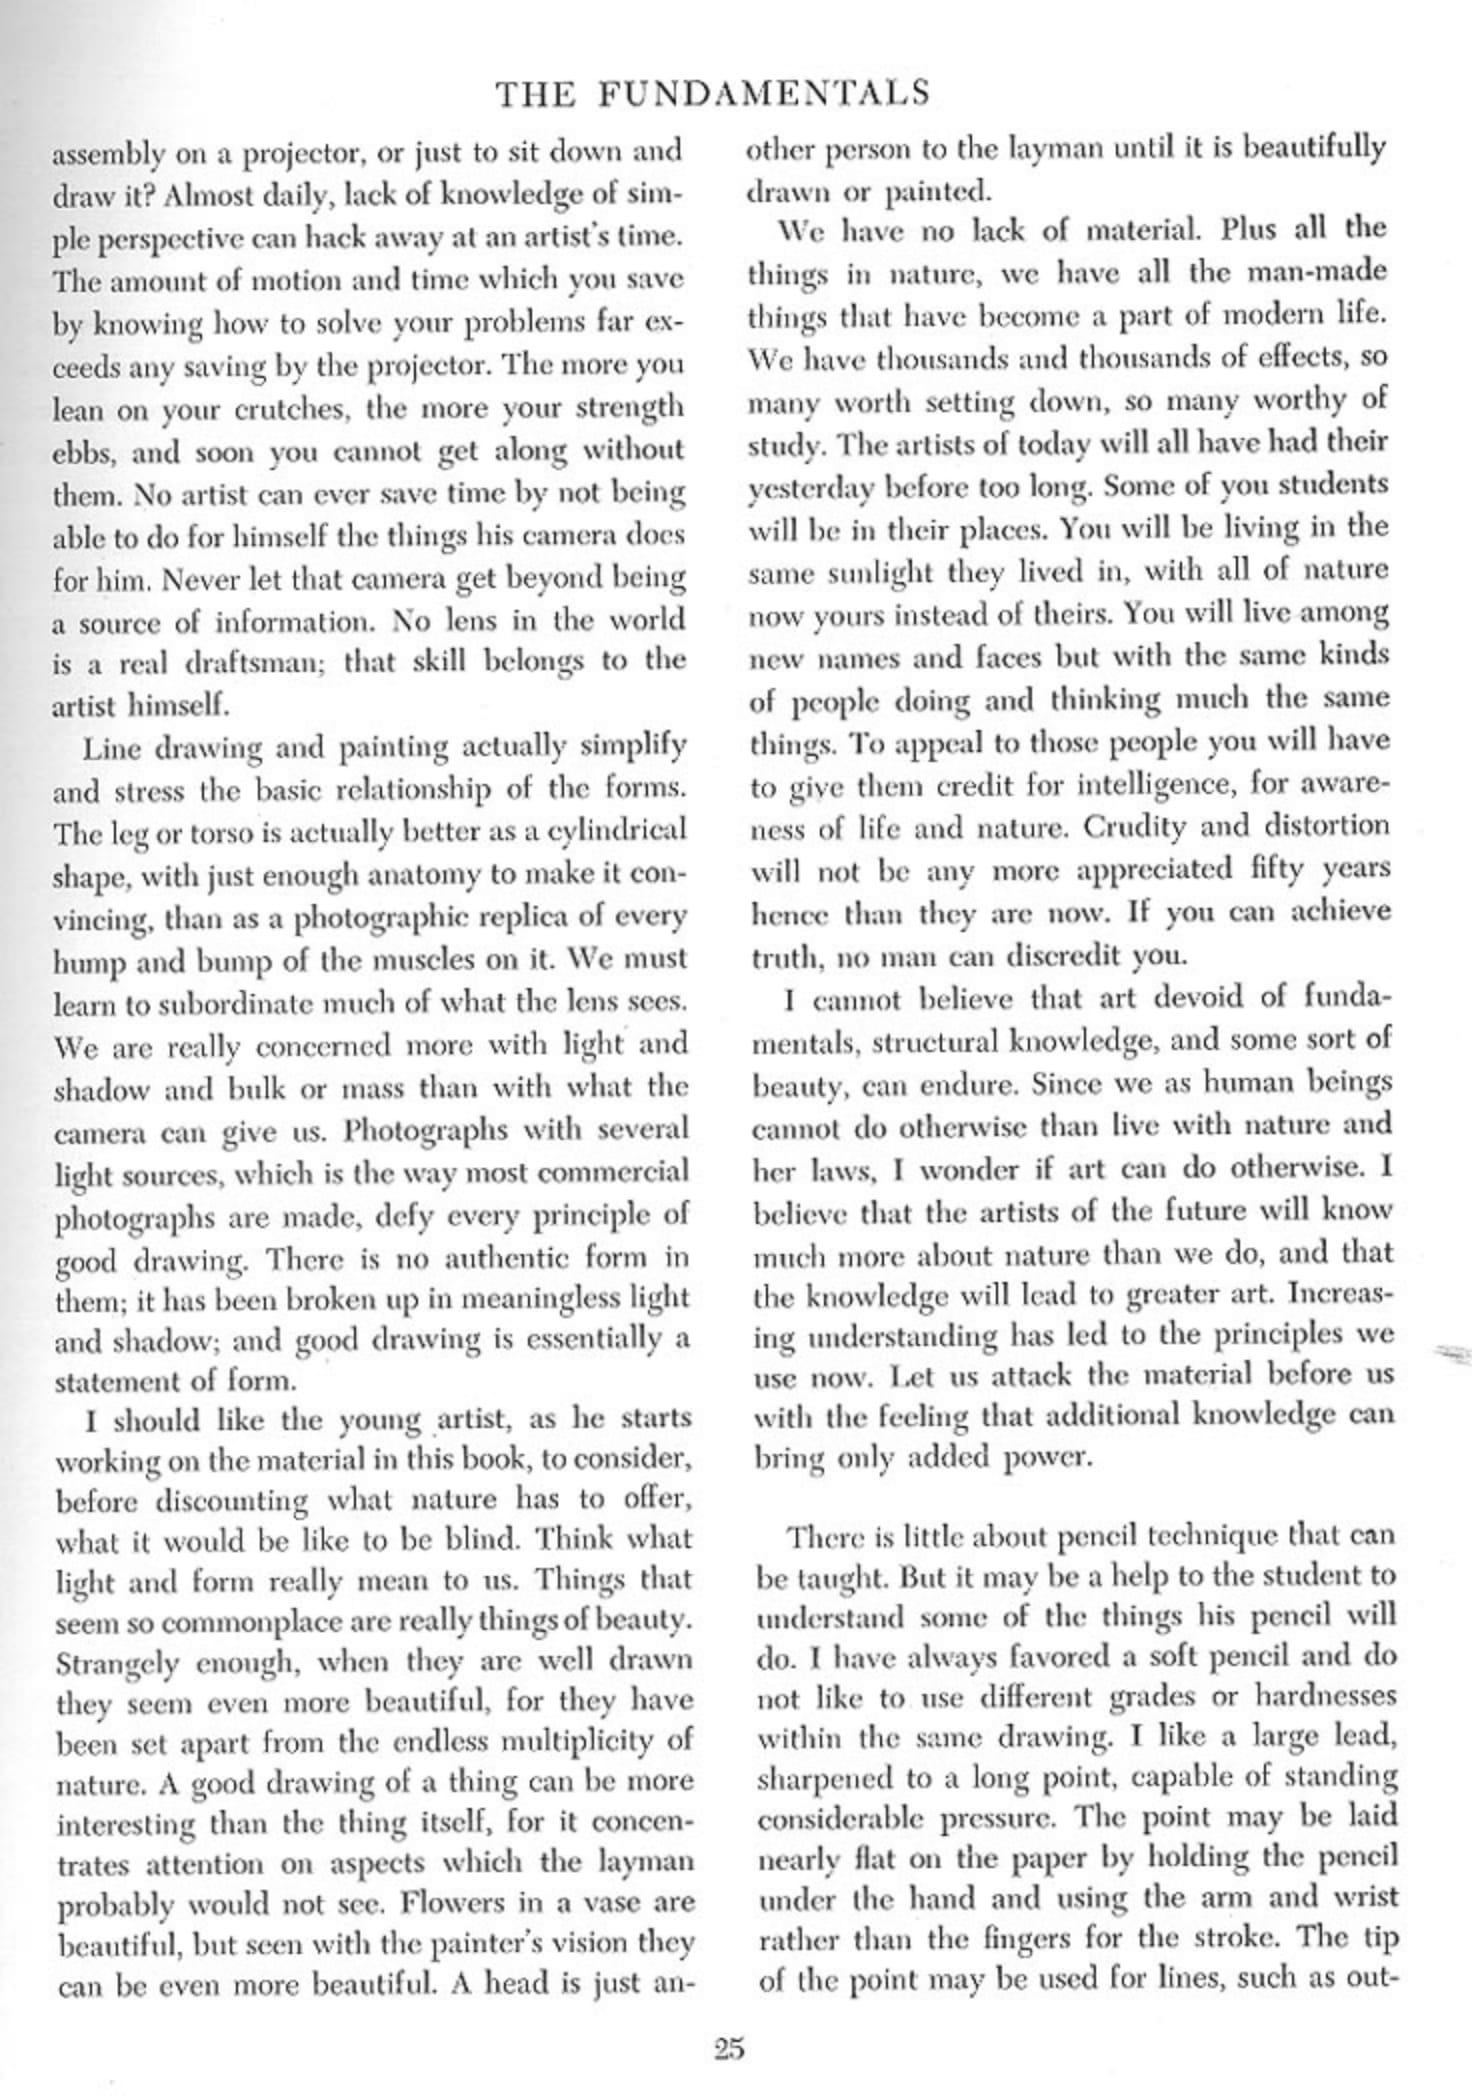 THE FUNDAMENTALS
assembly on a projector, or just to sit down and
draw it? Almost daily, lack of knowledge of sim-
ple perspective can hack away at an artist's time.
The amount of motion and time which you save
by knowing how to solve your problems far ex-
ceeds any saving by the projector. The more you
lean on your crutches, the more your strength
ebbs, and soon you cannot get along without
them. No artist can ever save time by not being
able to do for himself the things his camera does
for him. Never let that camera get beyond being
a source of information. No lens in the world
is a real draftsman; that skill belongs to the
artist himself.
Line drawing and painting actually simplify
and stress the basic relationship of the forms.
The leg or torso is actually better as a cylindrical
shape, with just enough anatomy to make it con-
vincing, than as a photographic replica of every
hump and bump of the muscles on it. We must
learn to subordinate much of what the lens sees.
We are really concerned more with light and
shadow and bulk or mass than with what the
camera can give us. Photographs with several
light sources, which is the way most commercial
photographs are made, defy every principle of
good drawing. There is no authentic form in
them; it has been broken up in meaningless light
and shadow; and good drawing is essentially a
statement of form.
I should like the young artist, as he starts
working on the material in this book, to consider,
before discounting what nature has to offer,
what it would be like to be blind. Think what
light and form really mean to us. Things that
seem so commonplace are really things of beauty.
Strangely enough, when they are well drawn
they seem even more beautiful, for they have
been set apart from the endless multiplicity of
nature. A good drawing of a thing can be more
interesting than the thing itself, for it concen-
trates attention on aspects which the layman
probably would not see. Flowers in a vase are
beautiful, but seen with the painter's vision they
can be even more beautiful. A head is just an-
other person to the layman until it is beautifully
drawn or painted.
We have no lack of material. Plus all the
things in nature, we have all the man-made
things that have become a part of modern life.
We have thousands and thousands of effects, so
many worth setting down, so many worthy of
study. The artists of today will all have had their
yesterday before too long. Some of you students
will be in their places. You will be living in the
same sunlight they lived in, with all of nature
now yours instead of theirs. You will live among
new names and faces but with the same kinds
of people doing and thinking much the same
things. To appeal to those people you will have
to give them credit for intelligence, for aware-
ness of life and nature. Crudity and distortion
will not be any more appreciated fifty years
hence than they are now. If you can achieve
truth, no man can discredit you.
I cannot believe that art devoid of funda-
mentals, structural knowledge, and some sort of
beauty, can endure. Since we as human beings
cannot do otherwise than live with nature and
her laws, I wonder if art can do otherwise. I
believe that the artists of the future will know
much more about nature than we do, and that
the knowledge will lead to greater art. Increas-
ing understanding has led to the principles we
use now. Let us attack the material before us
with the feeling that additional knowledge can
bring only added power.
There is little about pencil technique that can
be taught. But it may be a help to the student to
understand some of the things his pencil will
do. I have always favored a soft pencil and do
not like to use different grades or hardnesses
within the same drawing. I like a large lead,
sharpened to a long point, capable of standing
considerable pressure. The point may be laid
nearly flat on the paper by holding the pencil
under the hand and using the arm and wrist
rather than the fingers for the stroke. The tip
of the point may be used for lines, such as out-
25